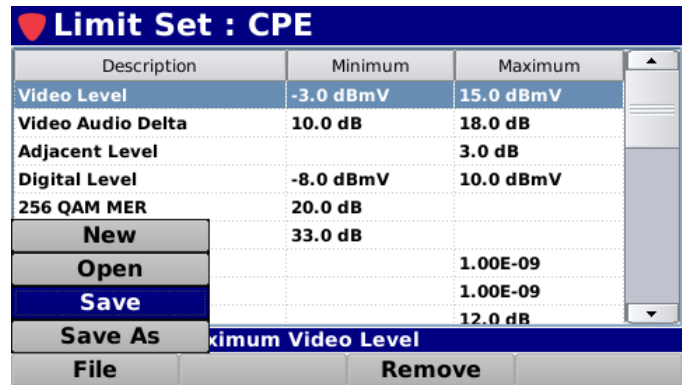 Limit Set : CPE
Description Minimum Maximum
Video Level -3.0 dBmV 15.0 dBmV
Video Audio Delta 10.0 dB 18.0 dB
Adjacent Level 3.0 dB
Digital Level -8.0 dBmV 10.0 dBmV
256 QAM MER 20.0 dB
New 33.0 dB
Open 1.00E-09
Save 1.00E-09
12.0 dB
Save As ximum Video Level
File Remove